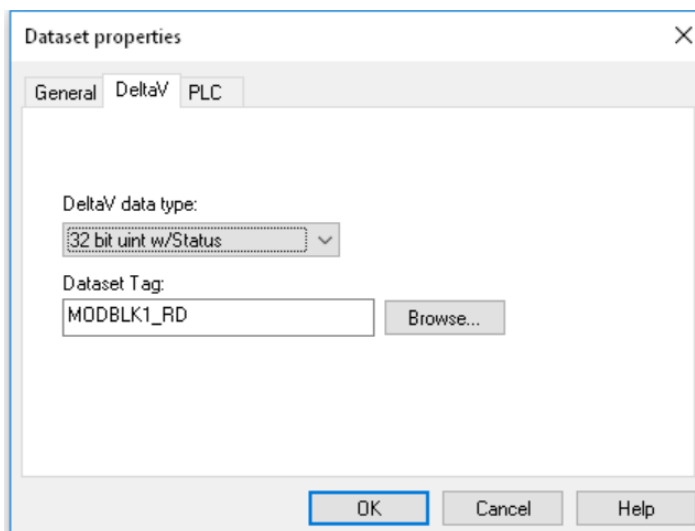 Dataset properties
General DeltaV PLC
DeltaV data type:
32 bit uint w/Status
Dataset Tag:
MODBLK1_RD Browse...
OK Cancel Help